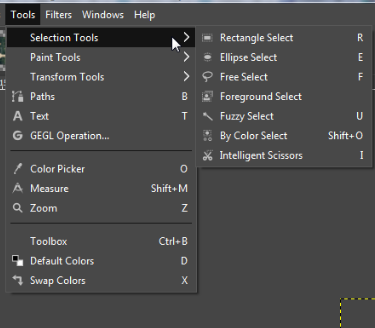 Tools Filters Windows Help
Selection Tools
Paint Tools
Transform Tools
Paths B
Text T
GEGL Operation...
Color Picker O
Measure Shift+M
Zoom Z
Toolbox Ctrl+B
Default Colors D
Swap Colors X
Rectangle Select R
Ellipse Select E
Free Select F
Foreground Select
Fuzzy Select U
By Color Select Shift+O
Intelligent Scissors I